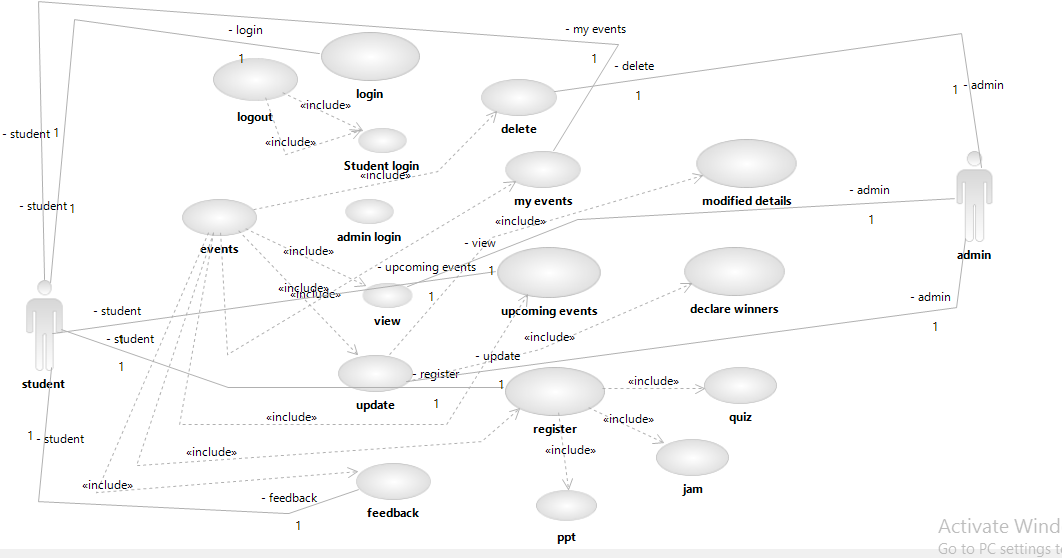 - my events
- login
1
1
- delete
login
1
- admin
1
«include»
logout
delete
- student 1
«include»
Student login
«include»
- admin
my events
modified details
- student 1
1
«include»
admin login
- view
events
«include»
admin
- upcoming events
1
«include»
«include»
1
- admin
- student
view
upcoming events
declare winners
1
- student
1
«include»
1
- update
- register
student
1
«include»
update
1
quiz
«include»
«include»
register
1 - student
«include»
«include»
jam
«include»
- feedback
feedback
1
ppt
Activate Wind
Go to PC settings t